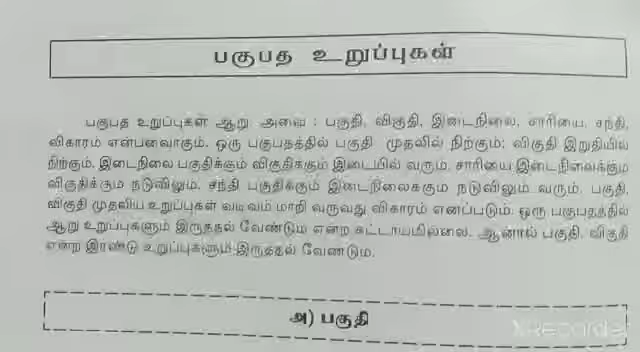 பகுபத உறுப்புகள்
பகுபத உறுப்புகள் ஆறு அவை : பகுதி, விகுதி, இடைநிலை, சாரியை, சந்தி,
விகாரம் என்பவைாகும். ஒரு பகுபதத்தில் பகுதி முதலில் நிற்கும்; விகுதி இறுதியில்
நிற்கும். இடைநிலை பகுதிக்கும் விகுதிக்கும் இடையில் வரும். சாரியை இடைநிலைக்கும்
விகுதிக்கும் நடுவிலும், சந்தி பகுதிக்கும் இடைநிலைக்கும் நடுவிலும் வரும். பகுதி,
விகுதி முதலிய உறுப்புகள் வடிவம் மாறி வருவது விகாரம் எனப்படும். ஒரு பகுபதத்தில்
ஆறு உறுப்புகளும் இருத்தல் வேண்டும் என்ற கட்டாயமில்லை. ஆனால் பகுதி, விகுதி
என்ற இரண்டு உறுப்புகளும் இருத்தல் வேண்டும்.
அ) பகுதி
XRecorder